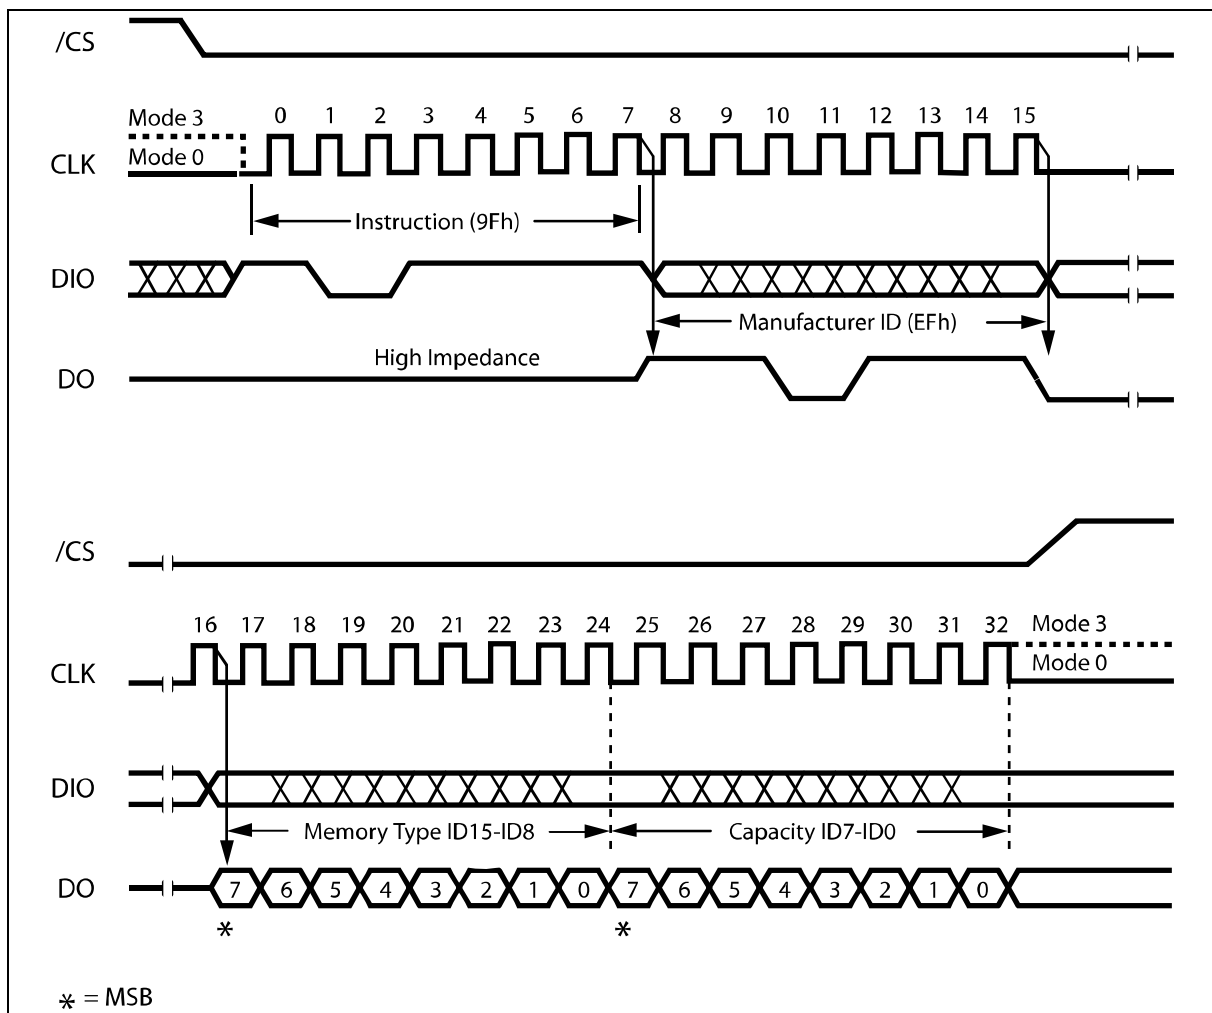 /CS
Mode 3
0 1 2 3 4 5 6 7 8 9 10 11 12 13 14 15
Mode 0
CLK
Instruction (9Fh)
DIO
Manufacturer ID (EFh)
High Impedance
DO
/CS
16 17 18 19 20 21 22 23 24 25 26 27 28 29 30 31 32
Mode 3
Mode 0
CLK
DIO
Memory Type ID15-ID8
Capacity ID7-ID0
DO
7 6 5 4 3 2 1 0 7 6 5 4 3 2 1 0
* *
* = MSB